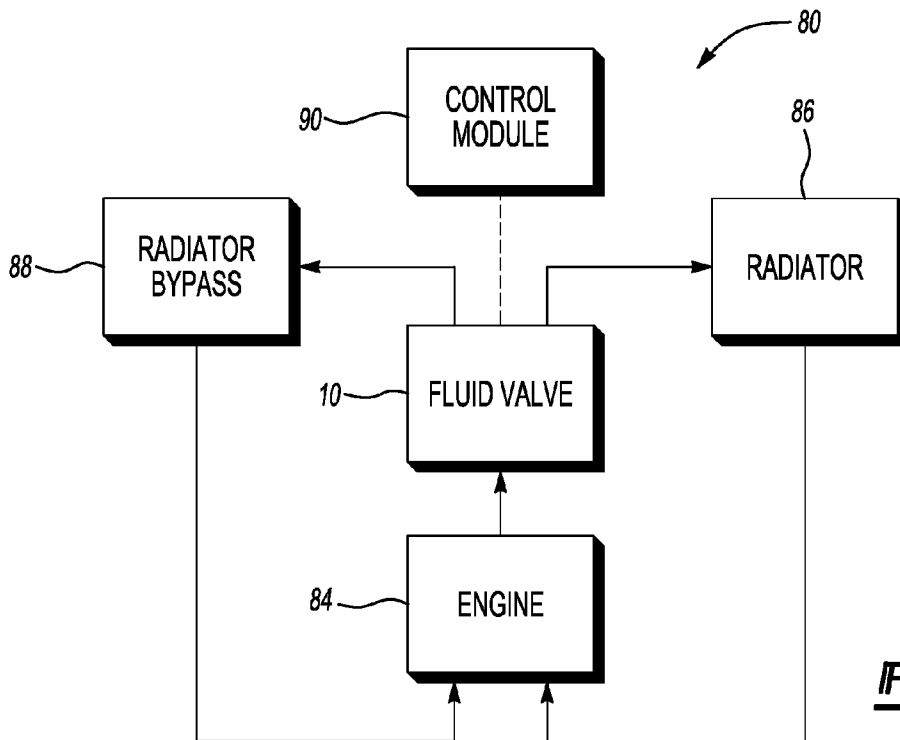 80
CONTROL
MODULE
90
86
RADIATOR
BYPASS
88
RADIATOR
FLUID VALVE
10
ENGINE
84